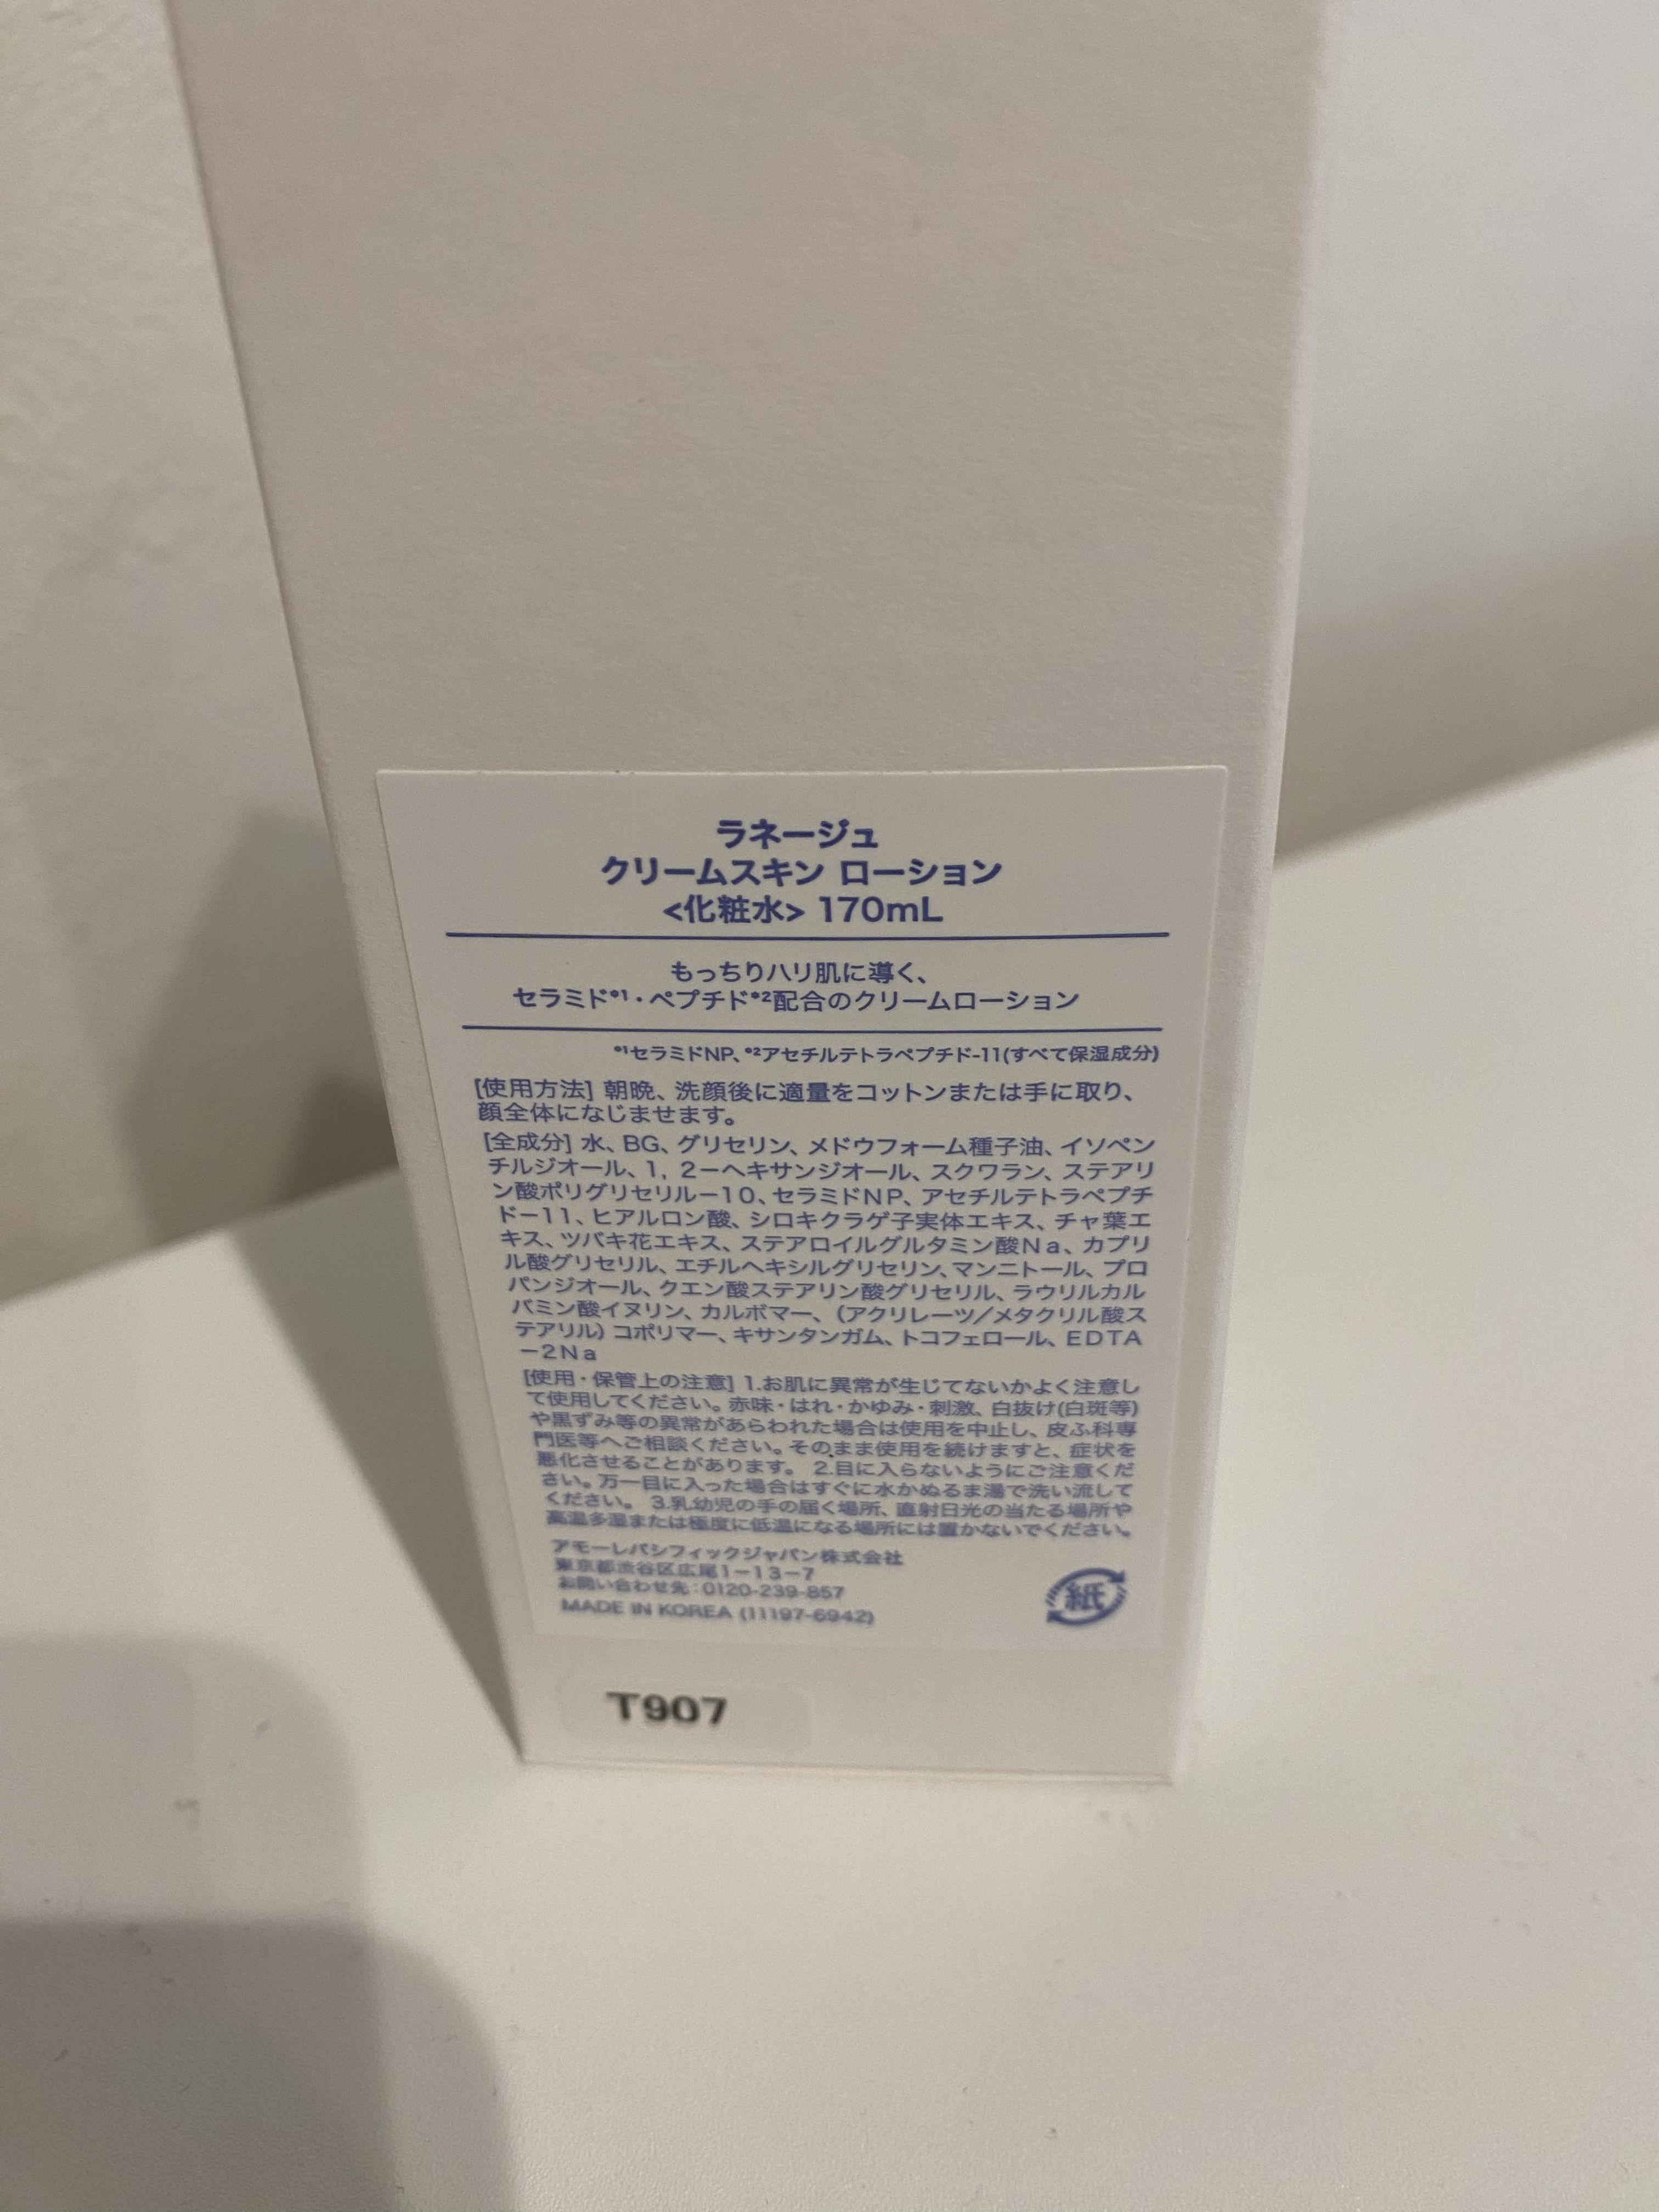 ラネージュ
クリームスキン ローション
<化粧水> 170mL
もっちりハリ肌に導く、
セラミド*¹・ペプチド*²配合のクリームローション
*¹セラミドNP、*²アセチルテトラペプチド-11(すべて保湿成分)
[使用方法] 朝晩、洗顔後に適量をコットンまたは手に取り、
顔全体になじませます。
[全成分] 水、BG、グリセリン、メドウフォーム種子油、イソペン
チルジオール、1, 2－ヘキサンジオール、スクワラン、ステアリ
ン酸ポリグリセリル－10、セラミドNP、アセチルテトラペプチ
ド－11、ヒアルロン酸、シロキクラゲ子実体エキス、チャ葉エ
キス、ツバキ花エキス、ステアロイルグルタミン酸Na、カプリ
ル酸グリセリル、エチルヘキシルグリセリン、マンニトール、プロ
パンジオール、クエン酸ステアリン酸グリセリル、ラウリルカル
バミン酸イヌリン、カルボマー、（アクリレーツ／メタクリル酸ス
テアリル）コポリマー、キサンタンガム、トコフェロール、EDTA
－2Na
[使用・保管上の注意] 1.お肌に異常が生じてないかよく注意し
て使用してください。赤味・はれ・かゆみ・刺激、白抜け(白斑等)
や黒ずみ等の異常があらわれた場合は使用を中止し、皮ふ科専
門医等へご相談ください。そのまま使用を続けますと、症状を
悪化させることがあります。 2.目に入らないようにご注意くだ
さい。万一目に入った場合はすぐに水かぬるま湯で洗い流して
ください。 3.乳幼児の手の届く場所、直射日光の当たる場所や
高温多湿または極度に低温になる場所には置かないでください。
アモーレパシフィックジャパン株式会社
東京都渋谷区広尾1－13－7
お問い合わせ先：0120-239-857
MADE IN KOREA (11197-6942)
紙
T907